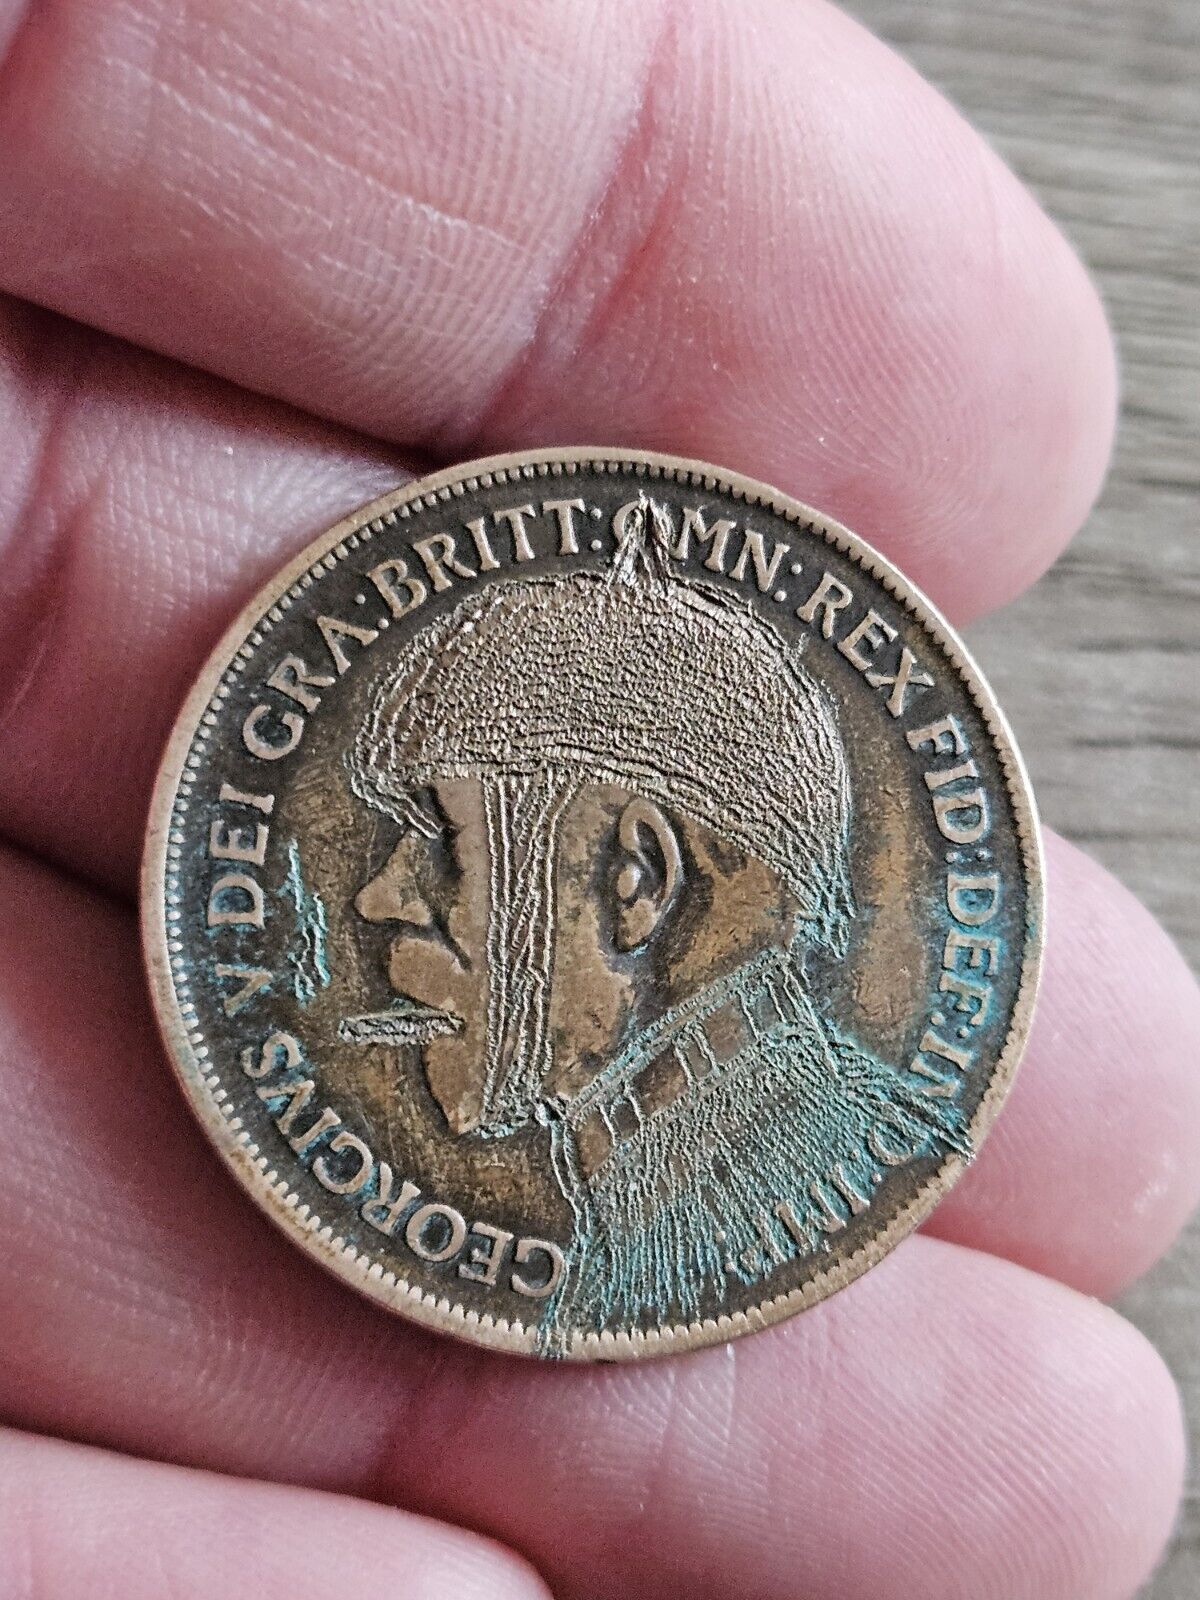 GEORGIVS V DEI GRA: BRITT: OMN: REX FID: DEF: IND: IMP: